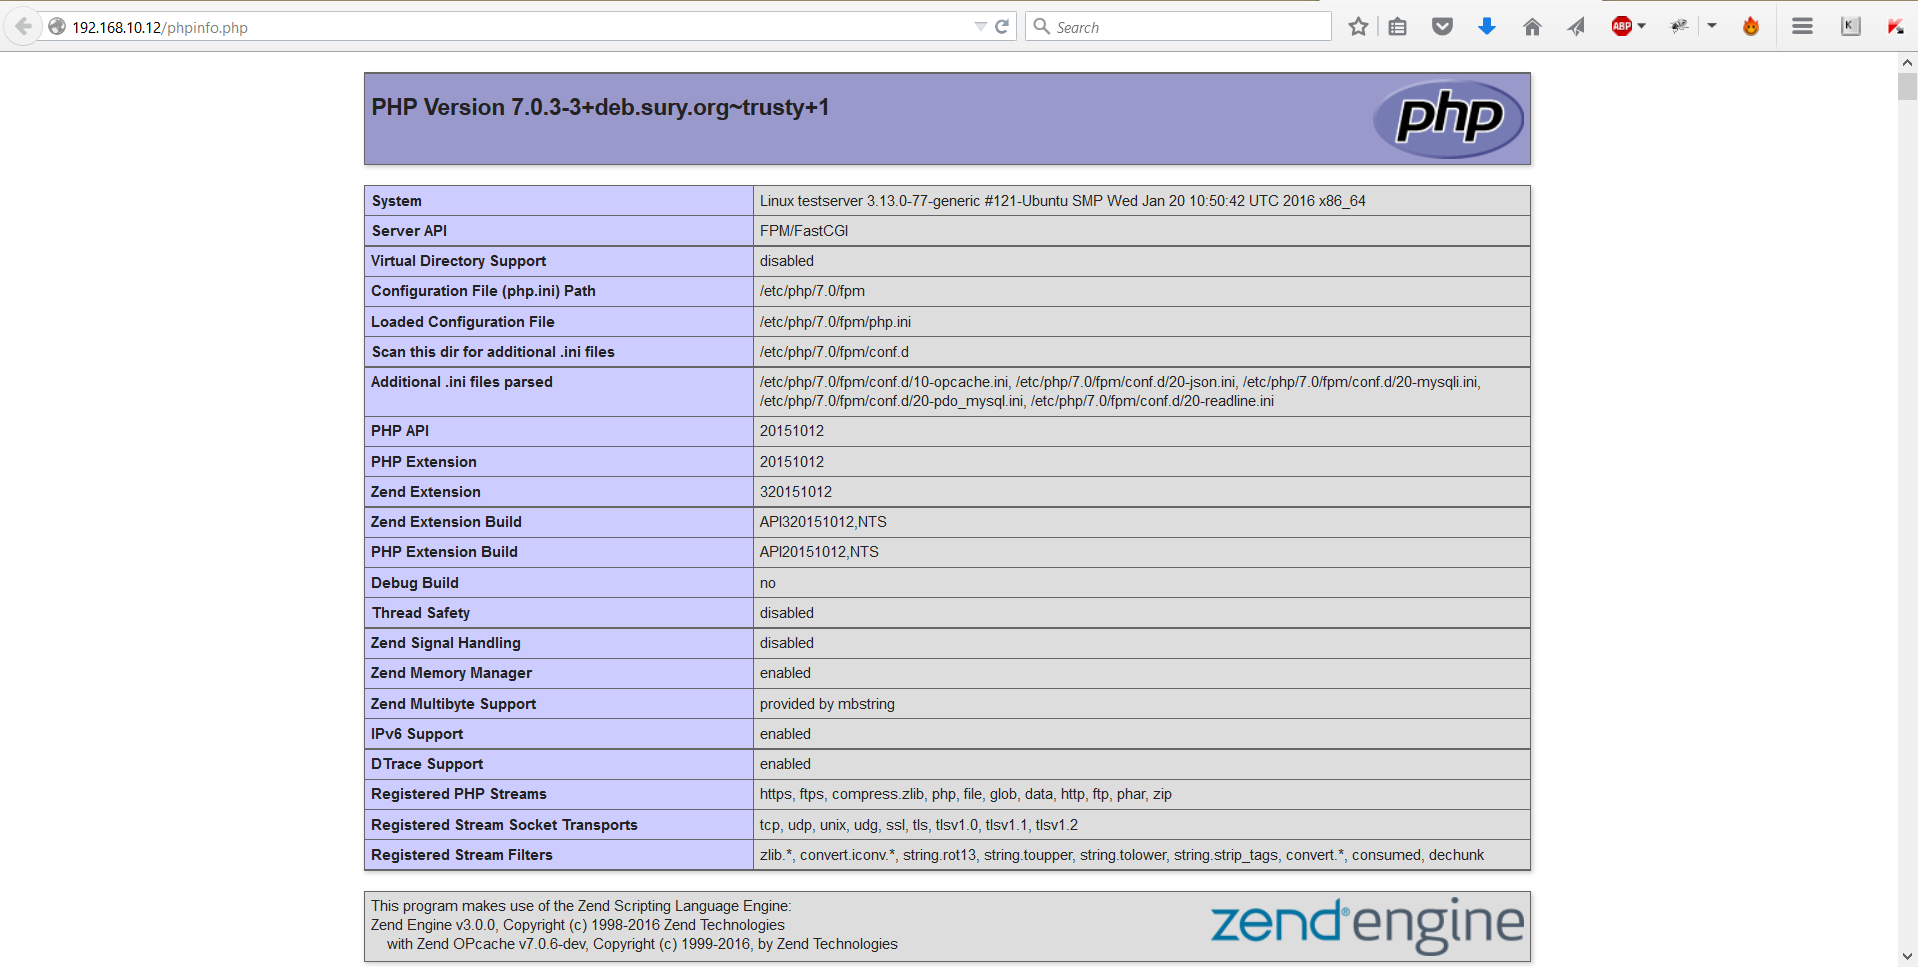 192.168.10.12/phpinfo.php
Search
ABP
K
PHP Version 7.0.3-3+deb.sury.org~trusty+1
php
System Linux testserver 3.13.0-77-generic #121-Ubuntu SMP Wed Jan 20 10:50:42 UTC 2016 x86_64
Server API FPM/FastCGI
Virtual Directory Support disabled
Configuration File (php.ini) Path /etc/php/7.0/fpm
Loaded Configuration File /etc/php/7.0/fpm/php.ini
Scan this dir for additional .ini files /etc/php/7.0/fpm/conf.d
Additional .ini files parsed /etc/php/7.0/fpm/conf.d/10-opcache.ini, /etc/php/7.0/fpm/conf.d/20-json.ini, /etc/php/7.0/fpm/conf.d/20-mysqli.ini,
/etc/php/7.0/fpm/conf.d/20-pdo_mysql.ini, /etc/php/7.0/fpm/conf.d/20-readline.ini
PHP API 20151012
PHP Extension 20151012
Zend Extension 320151012
Zend Extension Build API320151012,NTS
PHP Extension Build API20151012,NTS
Debug Build no
Thread Safety disabled
Zend Signal Handling disabled
Zend Memory Manager enabled
Zend Multibyte Support provided by mbstring
IPv6 Support enabled
DTrace Support enabled
Registered PHP Streams https, ftps, compress.zlib, php, file, glob, data, http, ftp, phar, zip
Registered Stream Socket Transports tcp, udp, unix, udg, ssl, tls, tlsv1.0, tlsv1.1, tlsv1.2
Registered Stream Filters zlib.*, convert.iconv.*, string.rot13, string.toupper, string.tolower, string.strip_tags, convert.*, consumed, dechunk
This program makes use of the Zend Scripting Language Engine:
Zend Engine v3.0.0, Copyright (c) 1998-2016 Zend Technologies
with Zend OPcache v7.0.6-dev, Copyright (c) 1999-2016, by Zend Technologies
zend® engine